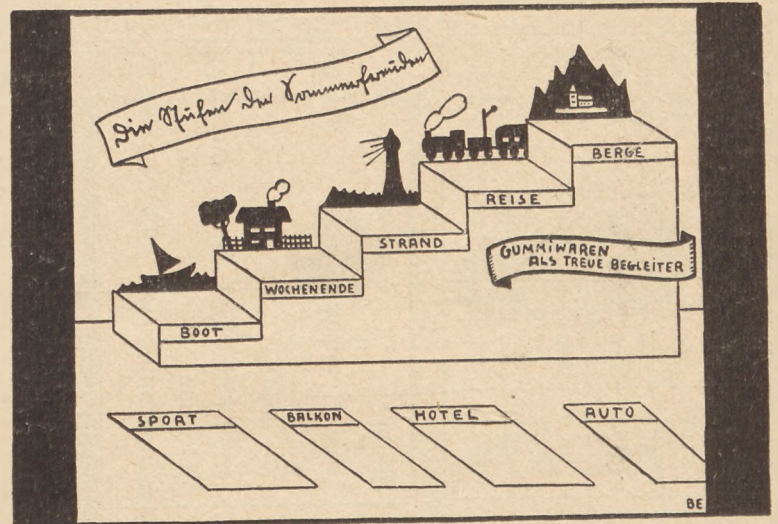 Die Stufen der Sommerfreuden
BERGE
REISE
STRAND
WOCHENENDE
BOOT
GUMMIWAREN
ALS TREUE BEGLEITER
SPORT
BALKON
HOTEL
AUTO
BE